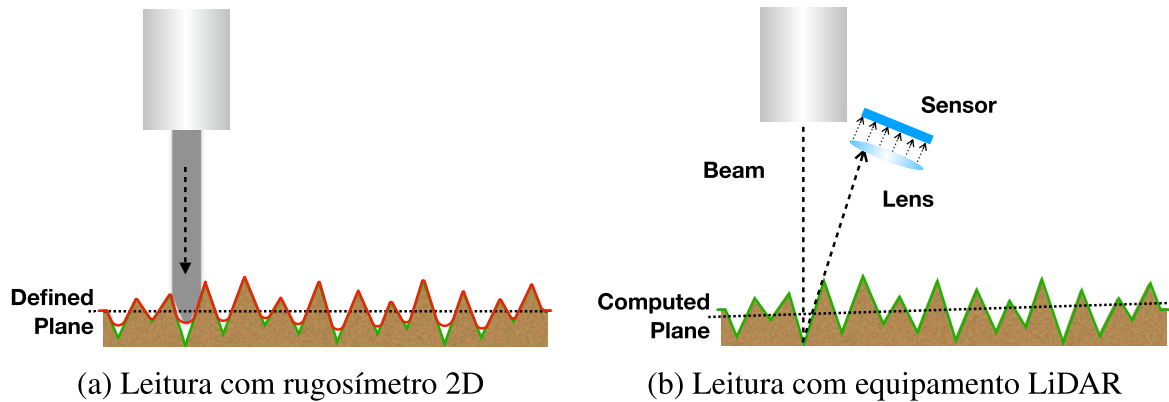 Defined
Plane
(a) Leitura com rugosímetro 2D
Beam
Sensor
Lens
Computed
Plane
(b) Leitura com equipamento LiDAR